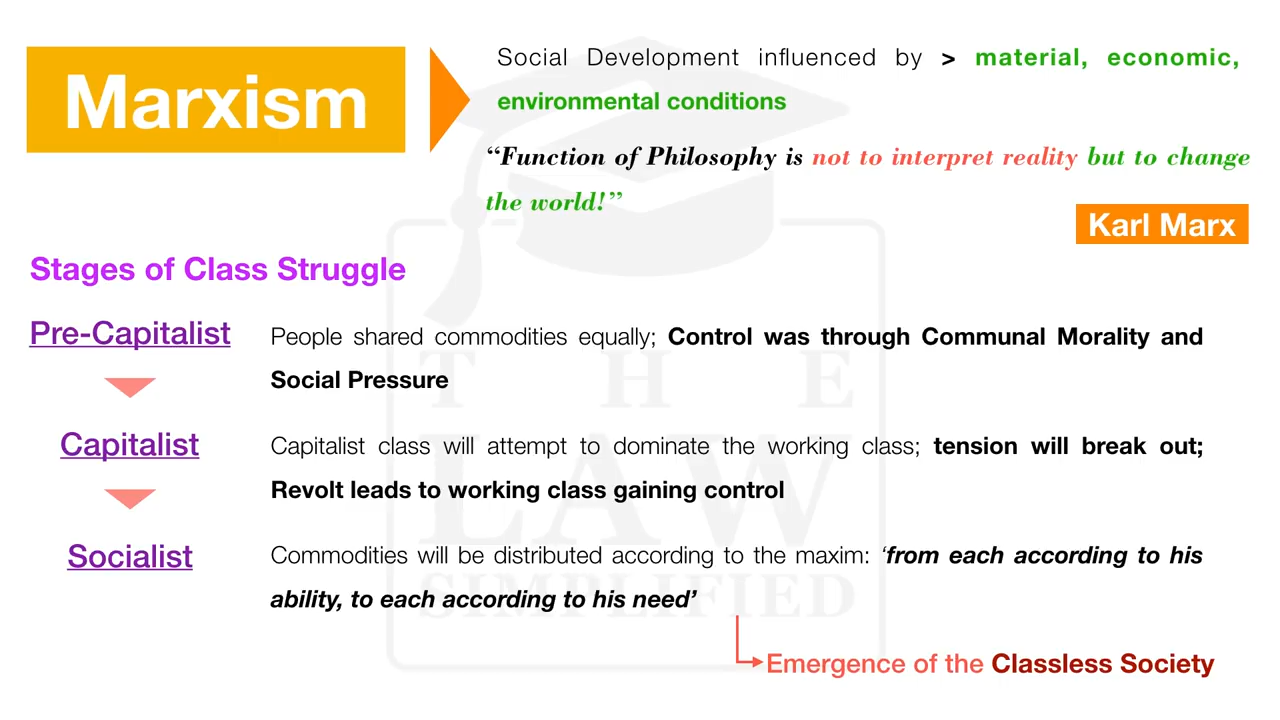 Marxism
Social Development influenced by > material, economic,
environmental conditions
“Function of Philosophy is not to interpret reality but to change
the world!”
Karl Marx
Stages of Class Struggle
Pre-Capitalist
People shared commodities equally; Control was through Communal Morality and
Social Pressure
Capitalist
Capitalist class will attempt to dominate the working class; tension will break out;
Revolt leads to working class gaining control
Socialist
Commodities will be distributed according to the maxim: ‘from each according to his
ability, to each according to his need’
Emergence of the Classless Society
THE
LAW
SIMPLIFIED